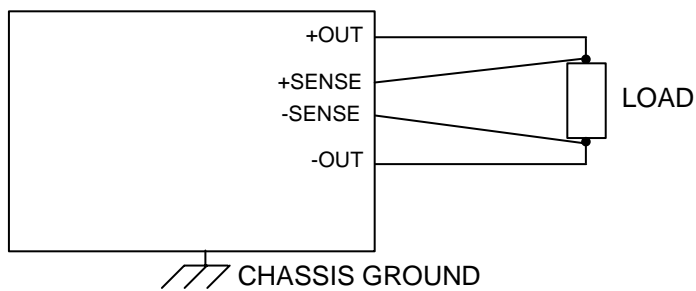 +OUT
+SENSE
-SENSE
-OUT
LOAD
CHASSIS GROUND